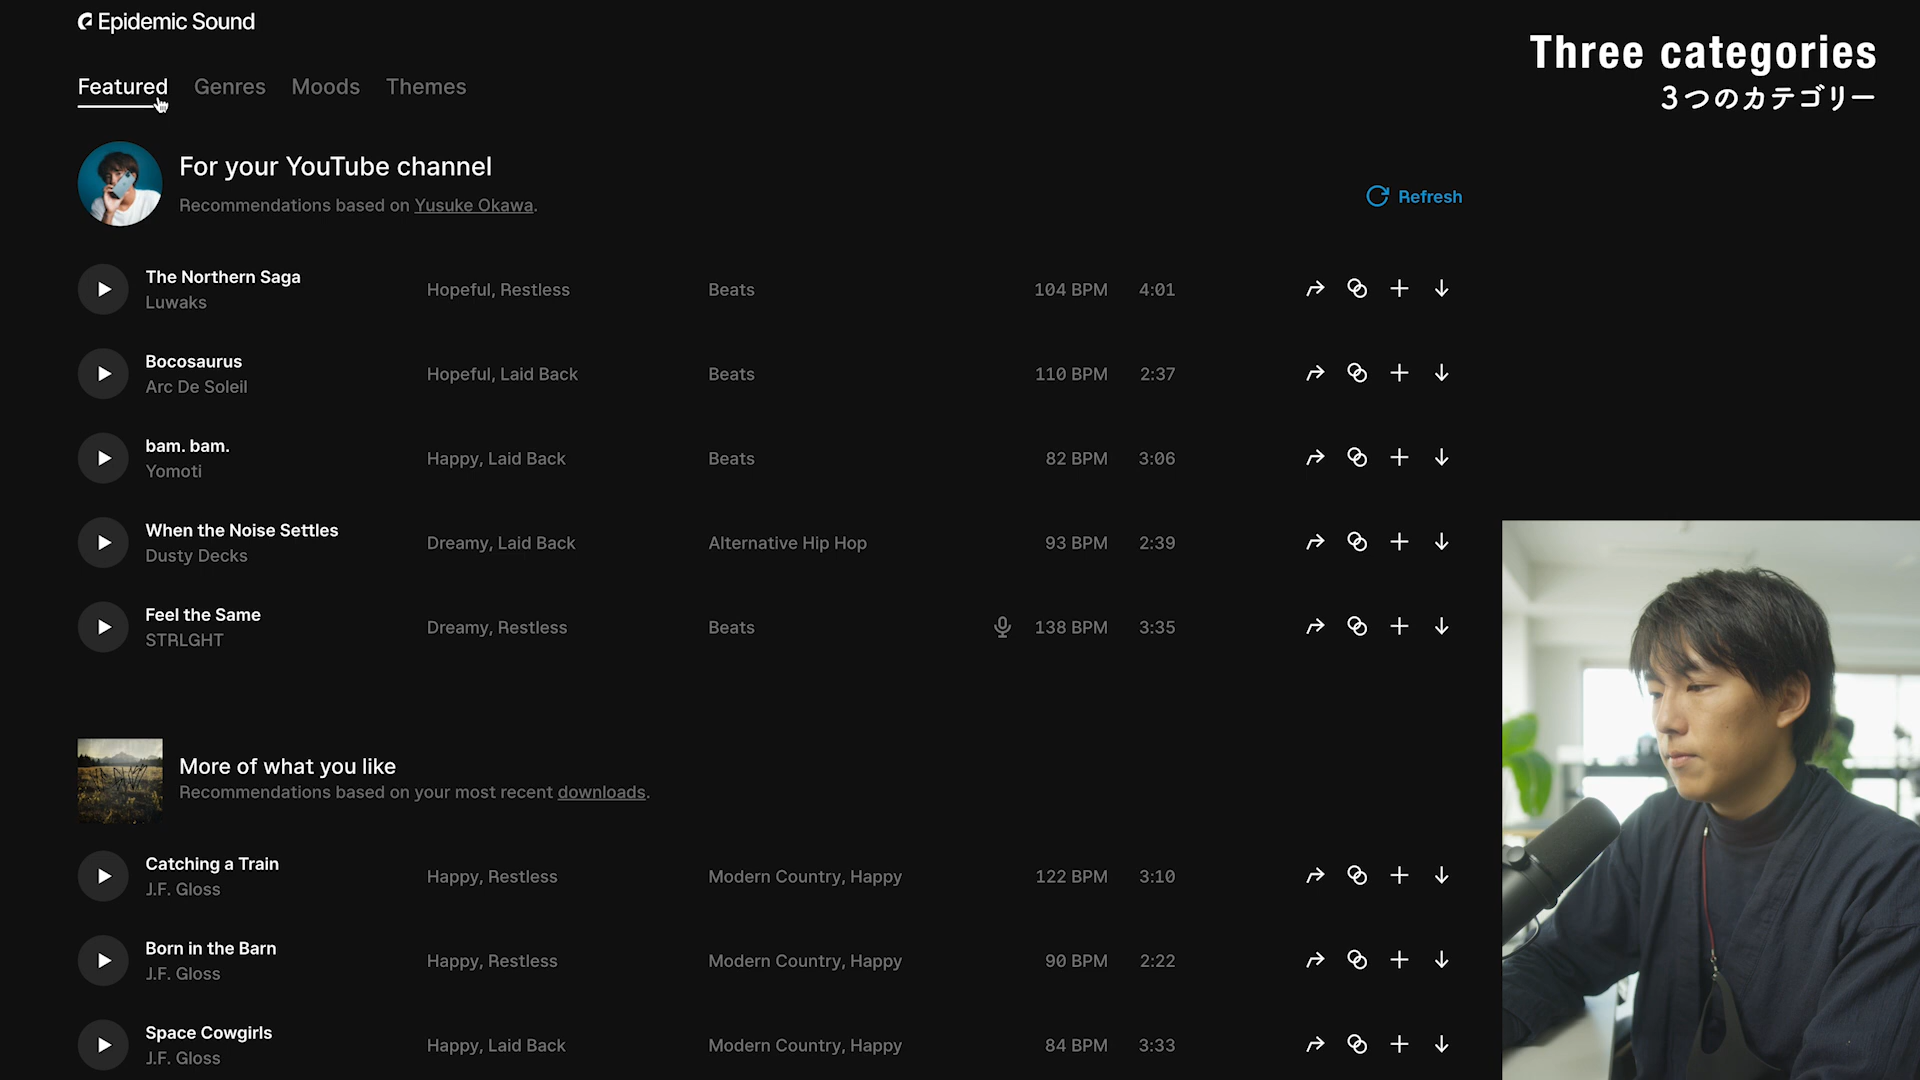 Epidemic Sound
Three categories
3つのカテゴリー
Featured Genres Moods Themes
For your YouTube channel
Recommendations based on Yusuke Okawa.
Refresh
The Northern Saga
Luwaks
Hopeful, Restless
Beats
104 BPM
4:01
Bocosaurus
Arc De Soleil
Hopeful, Laid Back
Beats
110 BPM
2:37
bam. bam.
Yomoti
Happy, Laid Back
Beats
82 BPM
3:06
When the Noise Settles
Dusty Decks
Dreamy, Laid Back
Alternative Hip Hop
93 BPM
2:39
Feel the Same
STRLGHT
Dreamy, Restless
Beats
138 BPM
3:35
More of what you like
Recommendations based on your most recent downloads.
Catching a Train
J.F. Gloss
Happy, Restless
Modern Country, Happy
122 BPM
3:10
Born in the Barn
J.F. Gloss
Happy, Restless
Modern Country, Happy
90 BPM
2:22
Space Cowgirls
J.F. Gloss
Happy, Laid Back
Modern Country, Happy
84 BPM
3:33